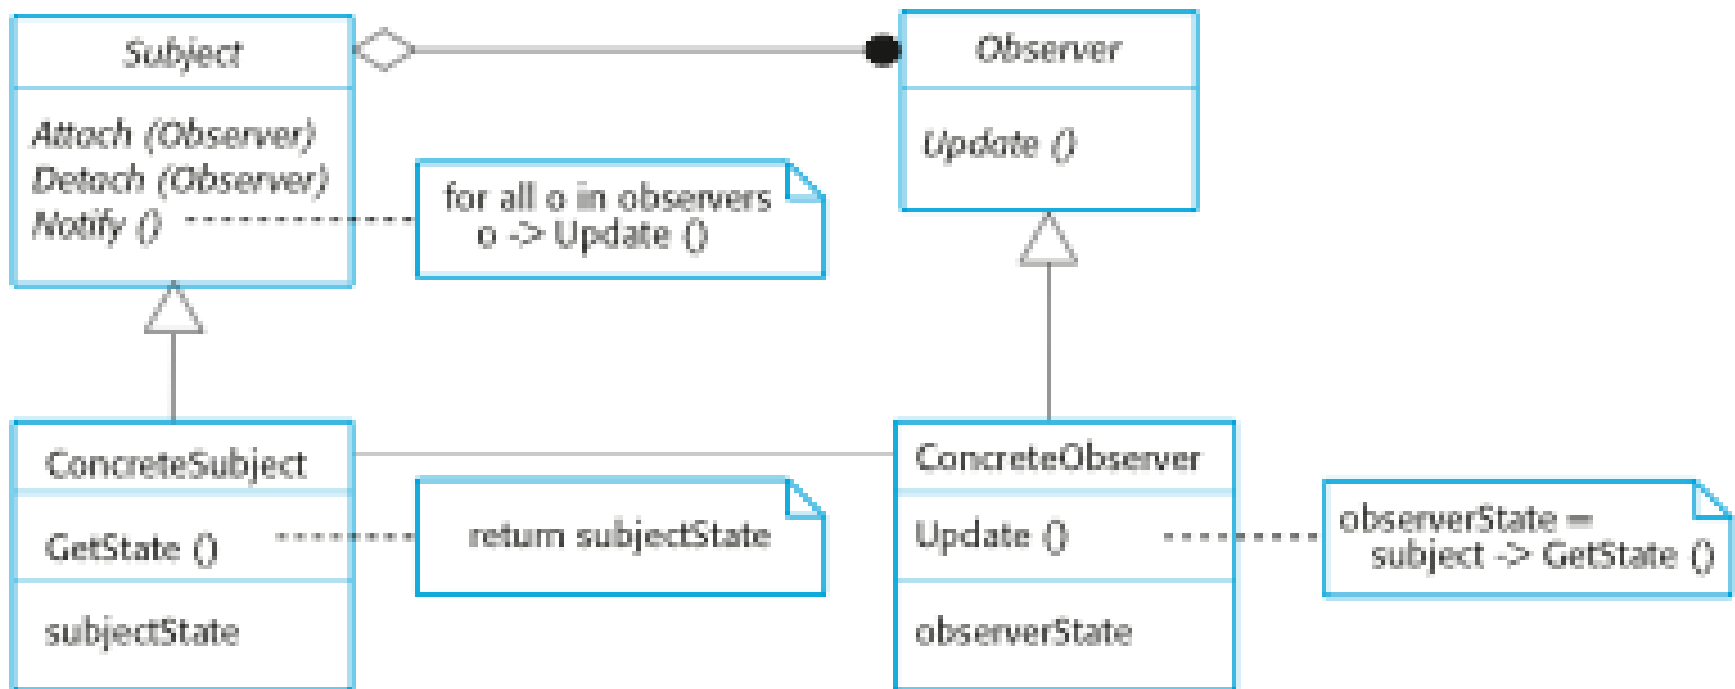 Subject
Attach (Observer)
Detach (Observer)
Notify ()
for all o in observers
o -> Update ()
Observer
Update ()
ConcreteSubject
GetState ()
subjectState
return subjectState
ConcreteObserver
Update ()
observerState
observerState =
subject -> GetState ()